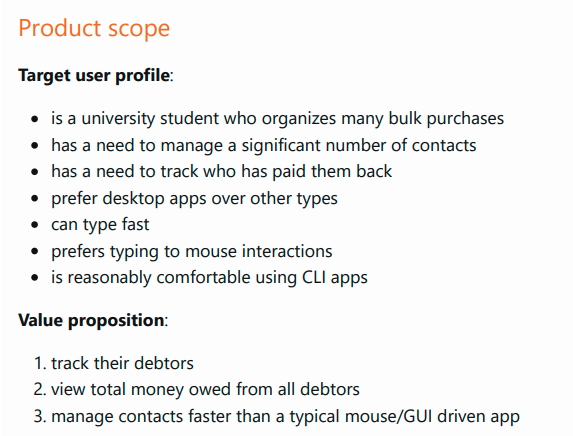 Product scope
Target user profile:
• is a university student who organizes many bulk purchases
• has a need to manage a significant number of contacts
• has a need to track who has paid them back
• prefer desktop apps over other types
• can type fast
• prefers typing to mouse interactions
• is reasonably comfortable using CLI apps
Value proposition:
1. track their debtors
2. view total money owed from all debtors
3. manage contacts faster than a typical mouse/GUI driven app